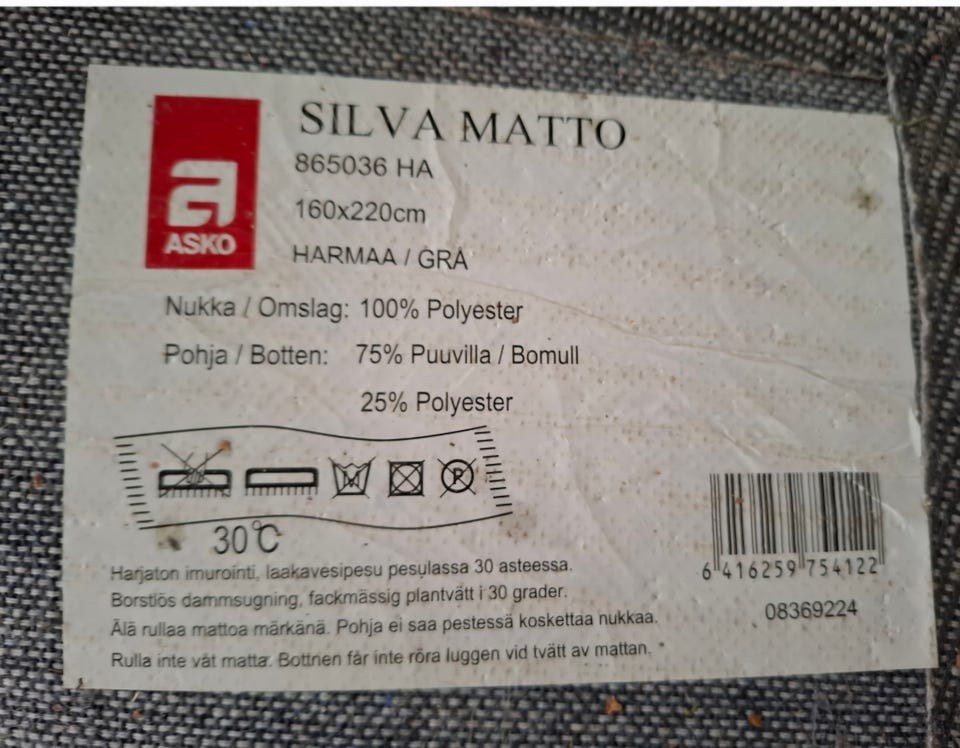 SILVA MATTO
865036 HA
160x220cm
a
ASKO
HARMAA / GRÅ
Nukka / Omslag: 100% Polyester
Pohja / Botten: 75% Puuvilla / Bomull
25% Polyester
P
30°C
Harjaton imurointi, laakavesipesu pesulassa 30 asteessa.
Borstlös dammsugning, fackmässig plantvätt i 30 grader.
Älä rullaa mattoa märkänä. Pohja ei saa pestessä koskettaa nukkaa.
Rulla inte våt matta. Bottnen får inte röra luggen vid tvätt av mattan.
6 416259 754122
08369224